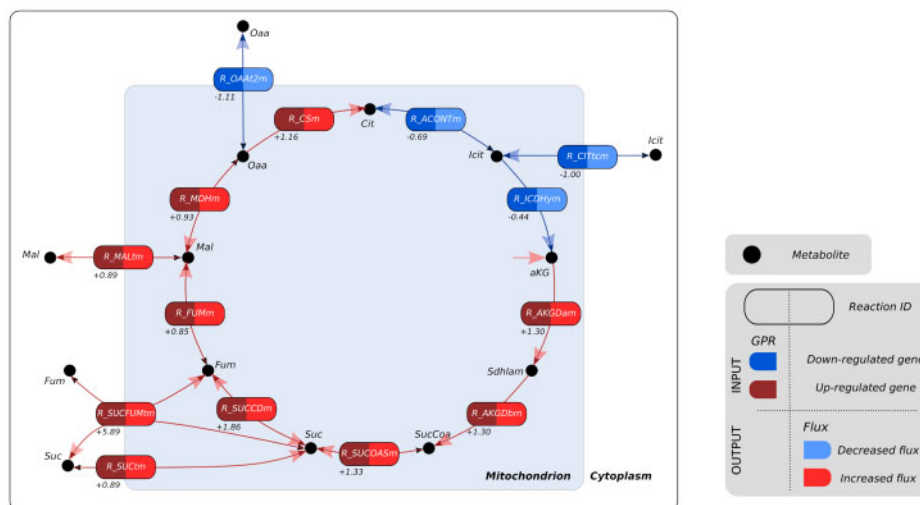 Oaa
R_OAAt2m
-1.11
R_CSm
+1.16
Cit
R_ACONTm
-0.69
Oaa
Icit
R_CITtcm
-1.00
Icit
R_MDHm
+0.93
R_ICDHym
-0.44
Mal
R_MALtm
+0.89
Mal
aKG
R_FUMm
+0.85
R_AKGDam
+1.30
Fum
Fum
Sdhlam
R_SUCFUMtm
+5.89
R_SUCCDm
+1.86
R_AKGDbm
+1.30
Suc
Suc
SucCoa
R_SUCtm
+0.89
R_SUCOASm
+1.33
Mitochondrion Cytoplasm
Metabolite
Reaction ID
INPUT
GPR
Down-regulated gene
Up-regulated gene
OUTPUT
Flux
Decreased flux
Increased flux